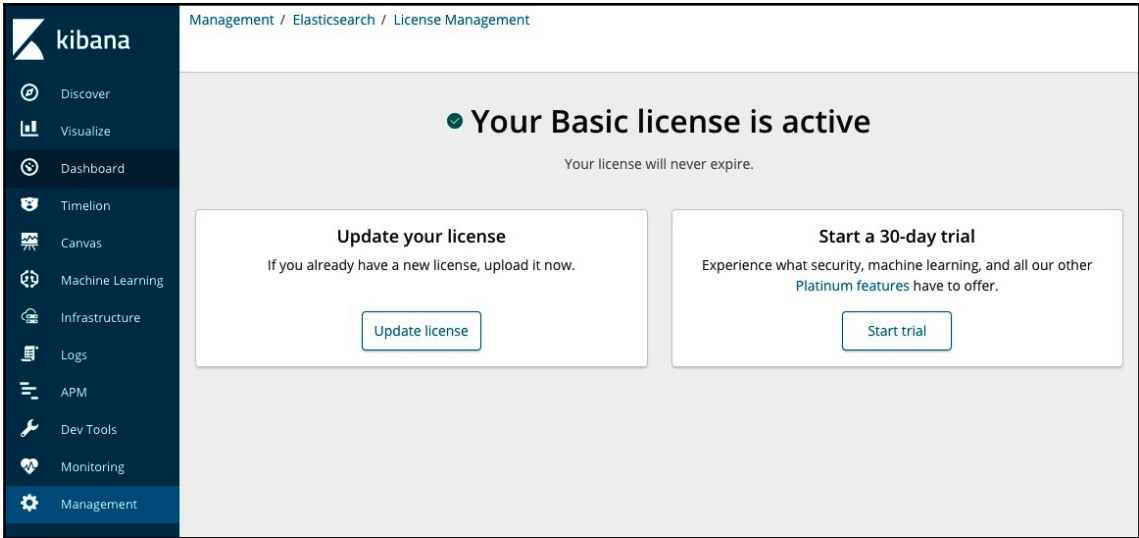 kibana
Discover
Visualize
Dashboard
Timelion
Canvas
Machine Learning
Infrastructure
Logs
APM
Dev Tools
Monitoring
Management
Management / Elasticsearch / License Management
Your Basic license is active
Your license will never expire.
Update your license
If you already have a new license, upload it now.
Update license
Start a 30-day trial
Experience what security, machine learning, and all our other
Platinum features have to offer.
Start trial